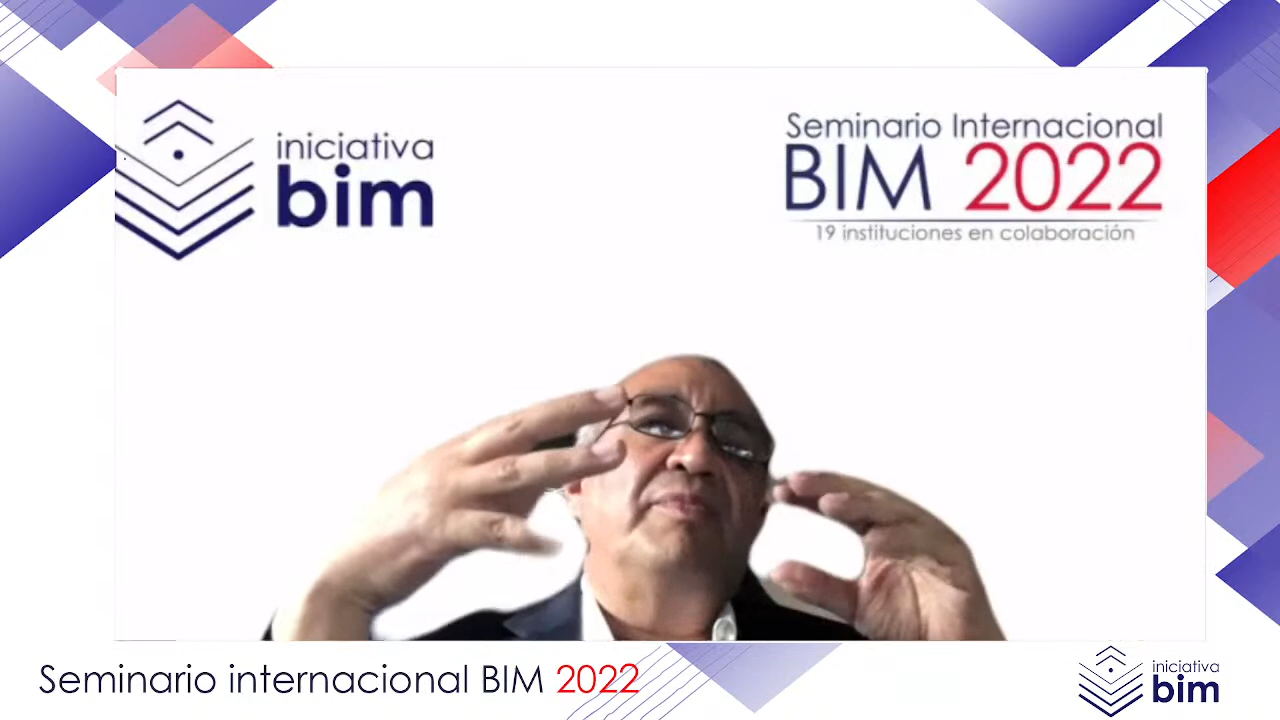 iniciativa
bim
Seminario Internacional
BIM 2022
19 instituciones en colaboración
Seminario internacional BIM 2022
iniciativa
bim